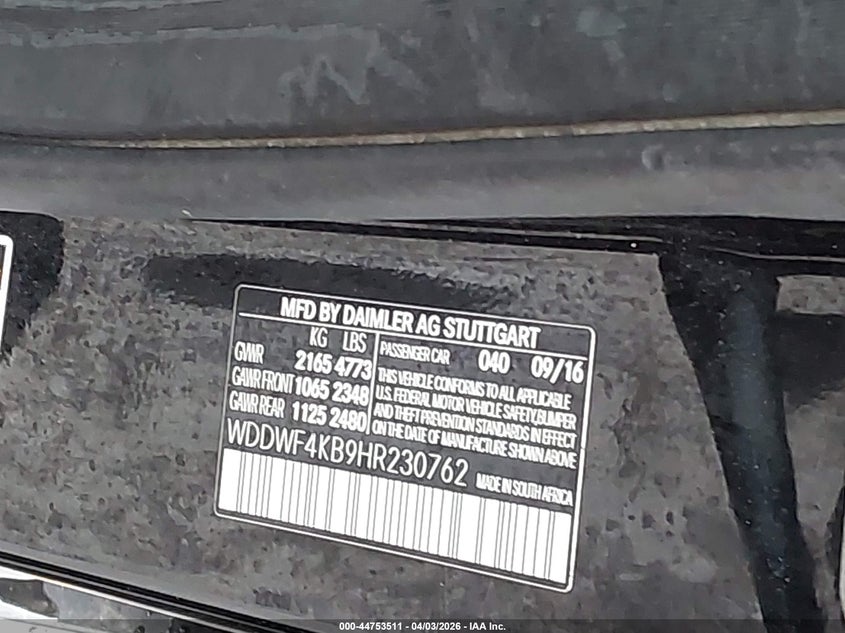 MFD BY DAIMLER AG STUTTGART
KG LBS
GVWR 2165 4773
GAWR FRONT 1065 2348
GAWR REAR 1125 2480
PASSENGER CAR 040 09/16
THIS VEHICLE CONFORMS TO ALL APPLICABLE
U.S. FEDERAL MOTOR VEHICLE SAFETY, BUMPER
AND THEFT PREVENTION STANDARDS IN EFFECT
ON THE DATE OF MANUFACTURE SHOWN ABOVE
WDDWF4KB9HR230762
MADE IN SOUTH AFRICA
000-44753511 - 04/03/2026 - IAA Inc.